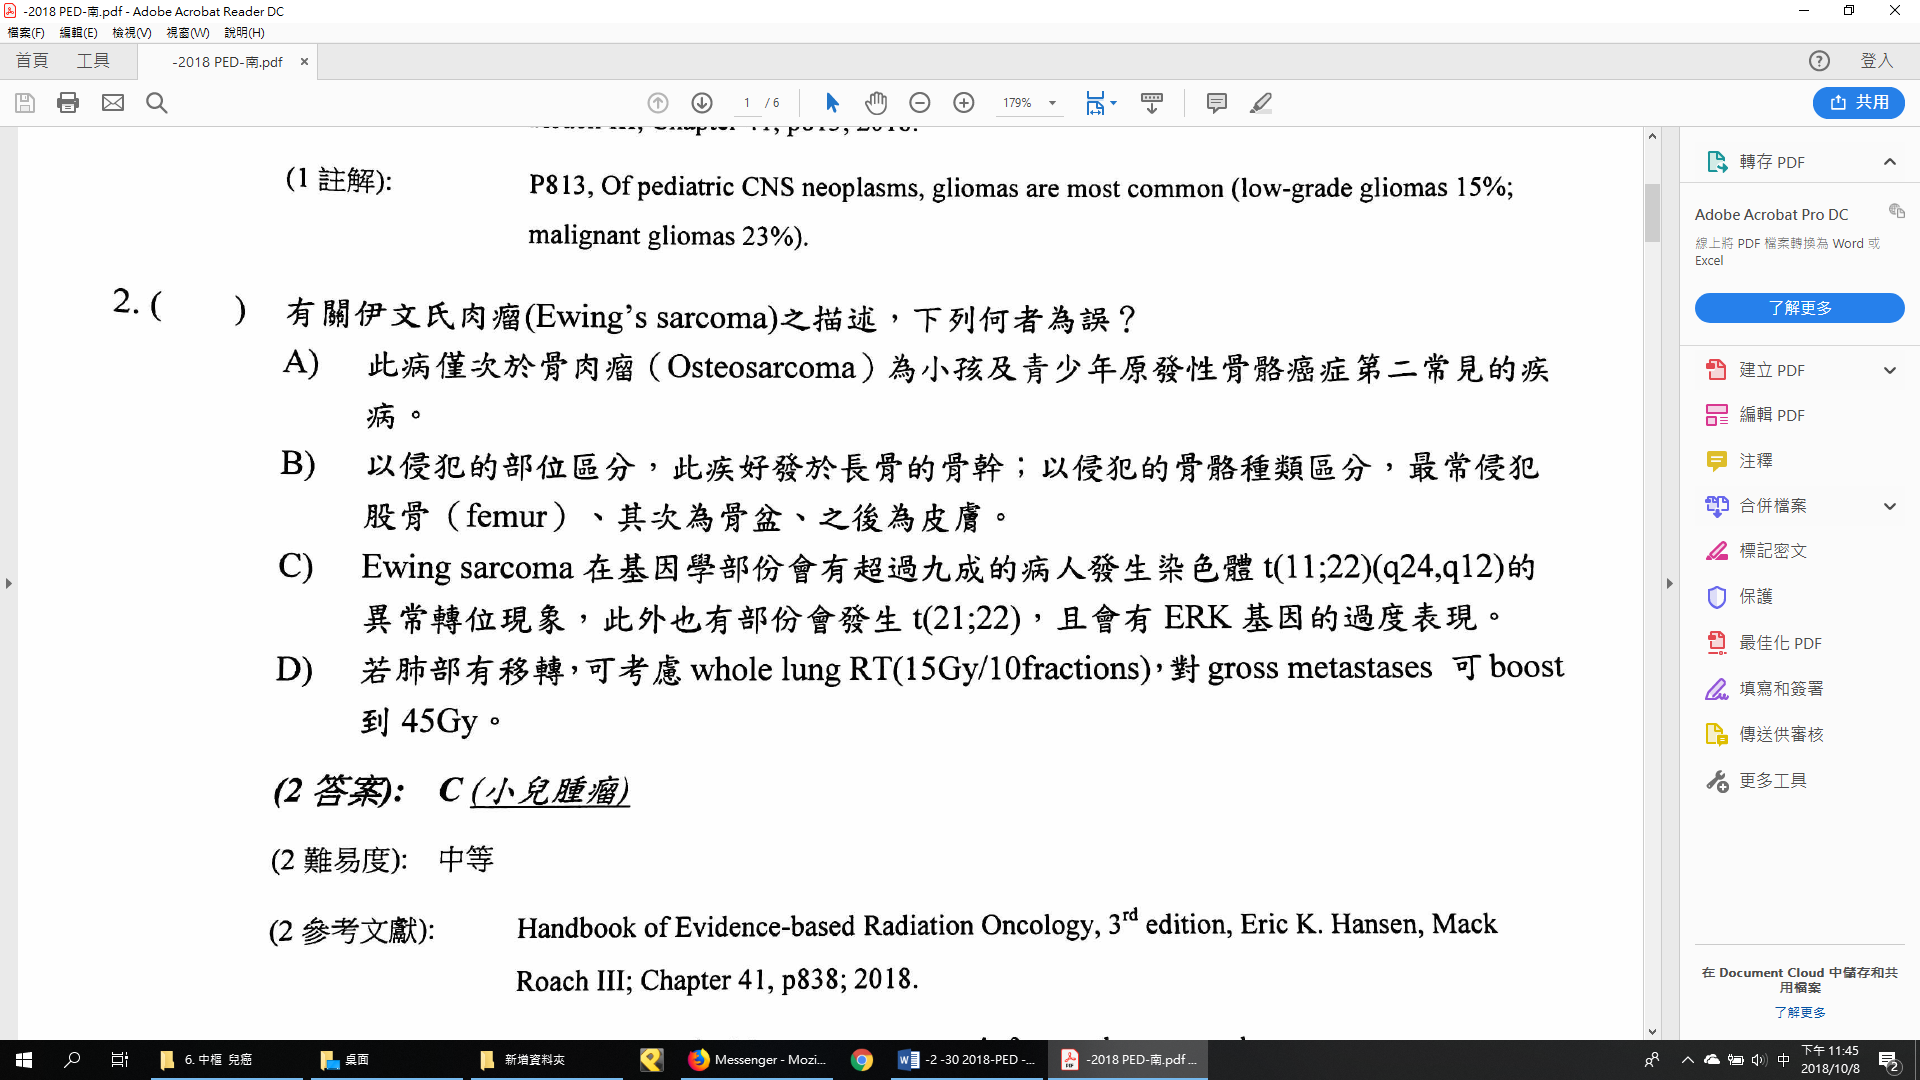 -2018 PED-南.pdf - Adobe Acrobat Reader DC
檔案(F) 編輯(E) 檢視(V) 視窗(W) 說明(H)
首頁 工具 -2018 PED-南.pdf × 登入
1 / 6 179% 共用
(1 註解): P813, Of pediatric CNS neoplasms, gliomas are most common (low-grade gliomas 15%;
malignant gliomas 23%).
2. ( ) 有關伊文氏肉瘤(Ewing's sarcoma)之描述，下列何者為誤？
A) 此病僅次於骨肉瘤（Osteosarcoma）為小孩及青少年原發性骨骼癌症第二常見的疾
病。
B) 以侵犯的部位區分，此疾好發於長骨的骨幹；以侵犯的骨骼種類區分，最常侵犯
股骨（femur）、其次為骨盆、之後為皮膚。
C) Ewing sarcoma 在基因學部份會有超過九成的病人發生染色體 t(11;22)(q24,q12)的
異常轉位現象，此外也有部份會發生 t(21;22)，且會有 ERK 基因的過度表現。
D) 若肺部有移轉，可考慮 whole lung RT(15Gy/10fractions)，對 gross metastases 可 boost
到 45Gy。
(2 答案): C (小兒腫瘤)
(2 難易度): 中等
(2 參考文獻): Handbook of Evidence-based Radiation Oncology, 3rd edition, Eric K. Hansen, Mack
Roach III; Chapter 41, p838; 2018.
轉存 PDF
Adobe Acrobat Pro DC
線上將 PDF 檔案轉換為 Word 或
Excel
了解更多
建立 PDF
編輯 PDF
注釋
合併檔案
標記密文
保護
最佳化 PDF
填寫和簽署
傳送供審核
更多工具
在 Document Cloud 中儲存和共
用檔案
了解更多
6. 中樞 兒癌 桌面 新增資料夾 Messenger - Mozi... -2 -30 2018-PED -... -2018 PED-南.pdf ... 中 下午 11:45
2018/10/8 2